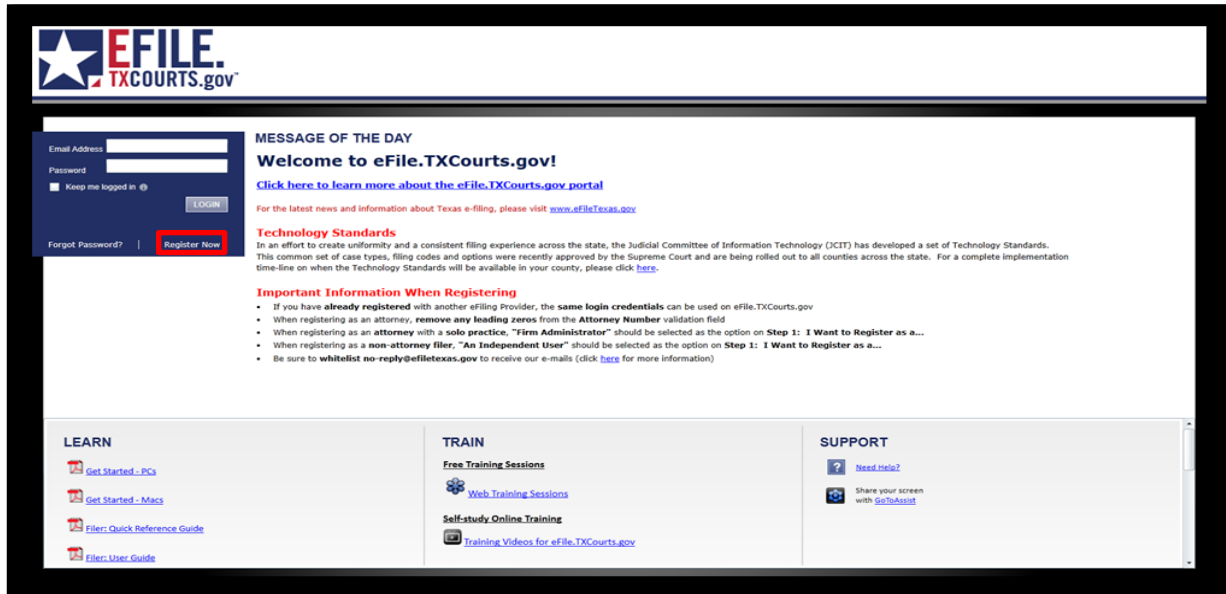 EFILE.
TXCOURTS.gov™
Email Address
Password
Keep me logged in
LOGIN
Forgot Password? | Register Now
MESSAGE OF THE DAY
Welcome to eFile.TXCourts.gov!
Click here to learn more about the eFile.TXCourts.gov portal
For the latest news and information about Texas e-filing, please visit www.eFileTexas.gov
Technology Standards
In an effort to create uniformity and a consistent filing experience across the state, the Judicial Committee of Information Technology (JCIT) has developed a set of Technology Standards.
This common set of case types, filing codes and options were recently approved by the Supreme Court and are being rolled out to all counties across the state. For a complete implementation
time-line on when the Technology Standards will be available in your county, please click here.
Important Information When Registering
• If you have already registered with another eFiling Provider, the same login credentials can be used on eFile.TXCourts.gov
• When registering as an attorney, remove any leading zeros from the Attorney Number validation field
• When registering as an attorney with a solo practice, "Firm Administrator" should be selected as the option on Step 1: I Want to Register as a...
• When registering as a non-attorney filer, "An Independent User" should be selected as the option on Step 1: I Want to Register as a...
• Be sure to whitelist no-reply@efiletexas.gov to receive our e-mails (click here for more information)
LEARN
Get Started - PCs
Get Started - Macs
Filer: Quick Reference Guide
Filer: User Guide
TRAIN
Free Training Sessions
Web Training Sessions
Self-study Online Training
Training Videos for eFile.TXCourts.gov
SUPPORT
Need Help?
Share your screen
with GoToAssist